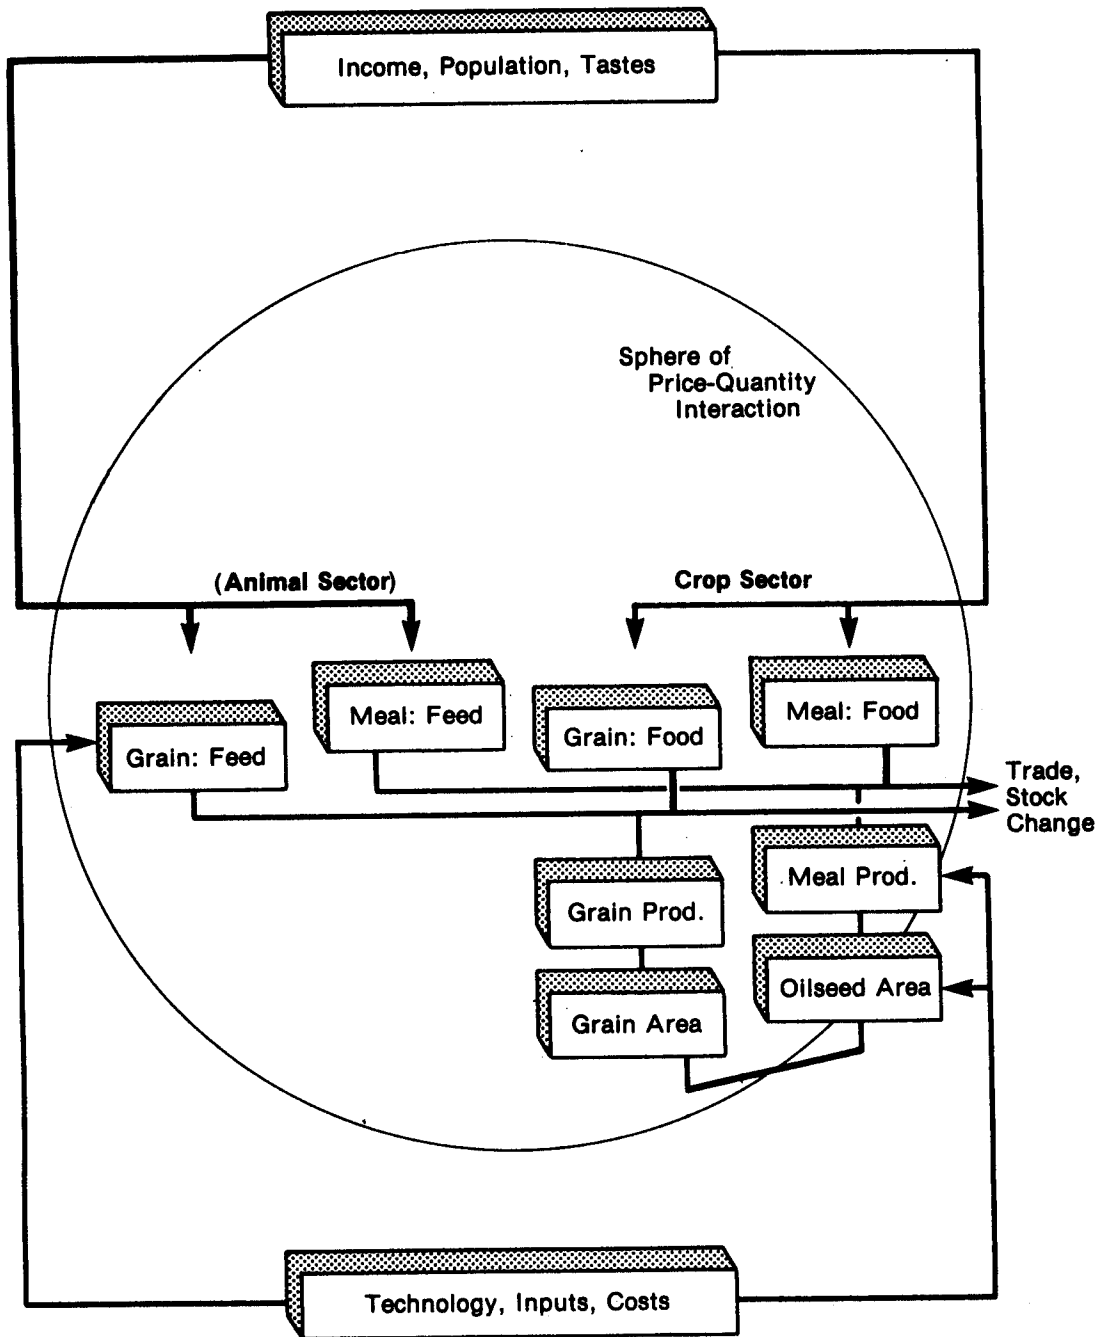 Income, Population, Tastes
Sphere of
Price-Quantity
Interaction
(Animal Sector)
Crop Sector
Meal: Feed
Meal: Food
Grain: Feed
Grain: Food
Trade,
Stock
Change
Meal Prod.
Grain Prod.
Oilseed Area
Grain Area
Technology, Inputs, Costs